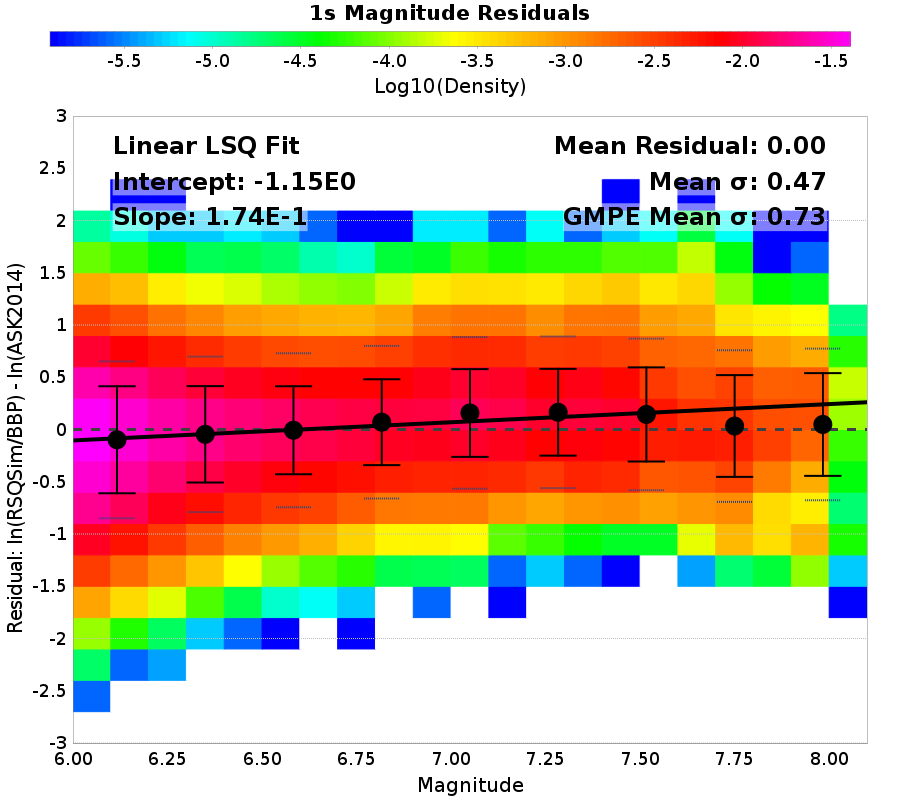 1s Magnitude Residuals
-5.5 -5.0 -4.5 -4.0 -3.5 -3.0 -2.5 -2.0 -1.5
Log10(Density)
Linear LSQ Fit
Intercept: -1.15E0
Slope: 1.74E-1
Mean Residual: 0.00
Mean σ: 0.47
GMPE Mean σ: 0.73
Residual: ln(RSQSim/BBP) - ln(ASK2014)
3
2.5
2
1.5
1
0.5
0
-0.5
-1
-1.5
-2
-2.5
-3
6.00 6.25 6.50 6.75 7.00 7.25 7.50 7.75 8.00
Magnitude